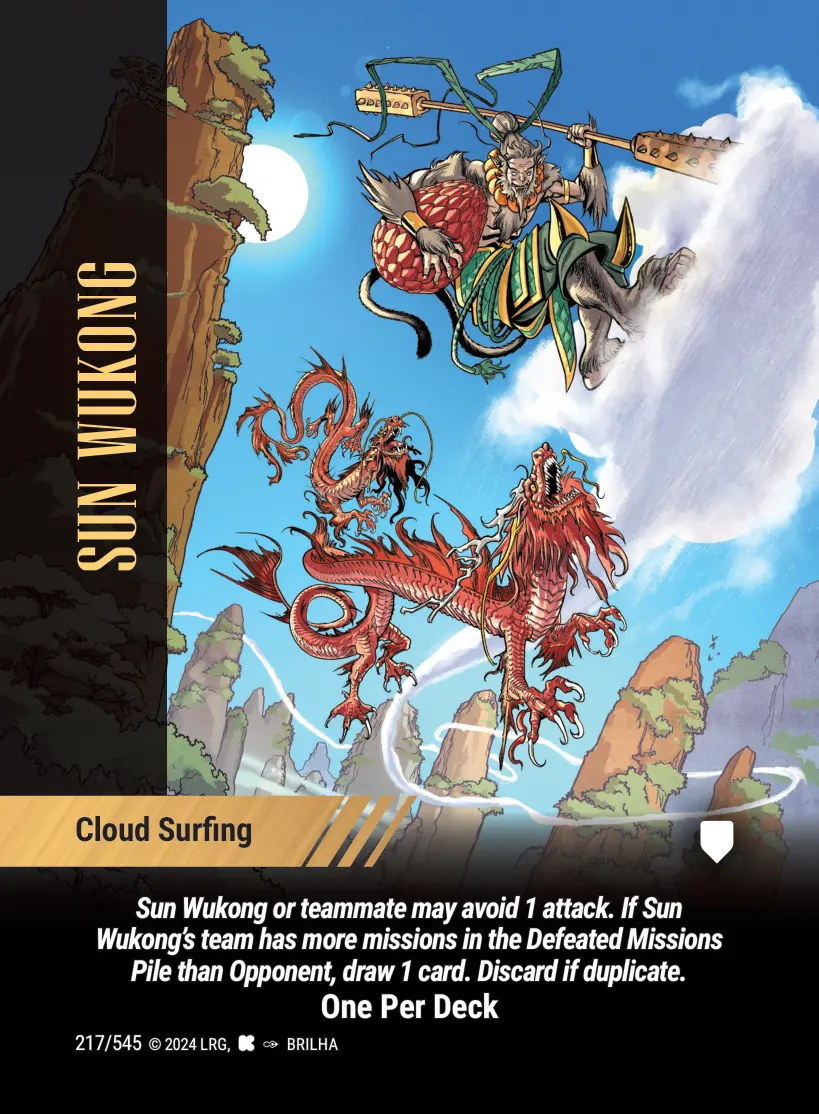 SUN WUKONG
Cloud Surfing
Sun Wukong or teammate may avoid 1 attack. If Sun
Wukong's team has more missions in the Defeated Missions
Pile than Opponent, draw 1 card. Discard if duplicate.
One Per Deck
217/545 © 2024 LRG, BRILHA